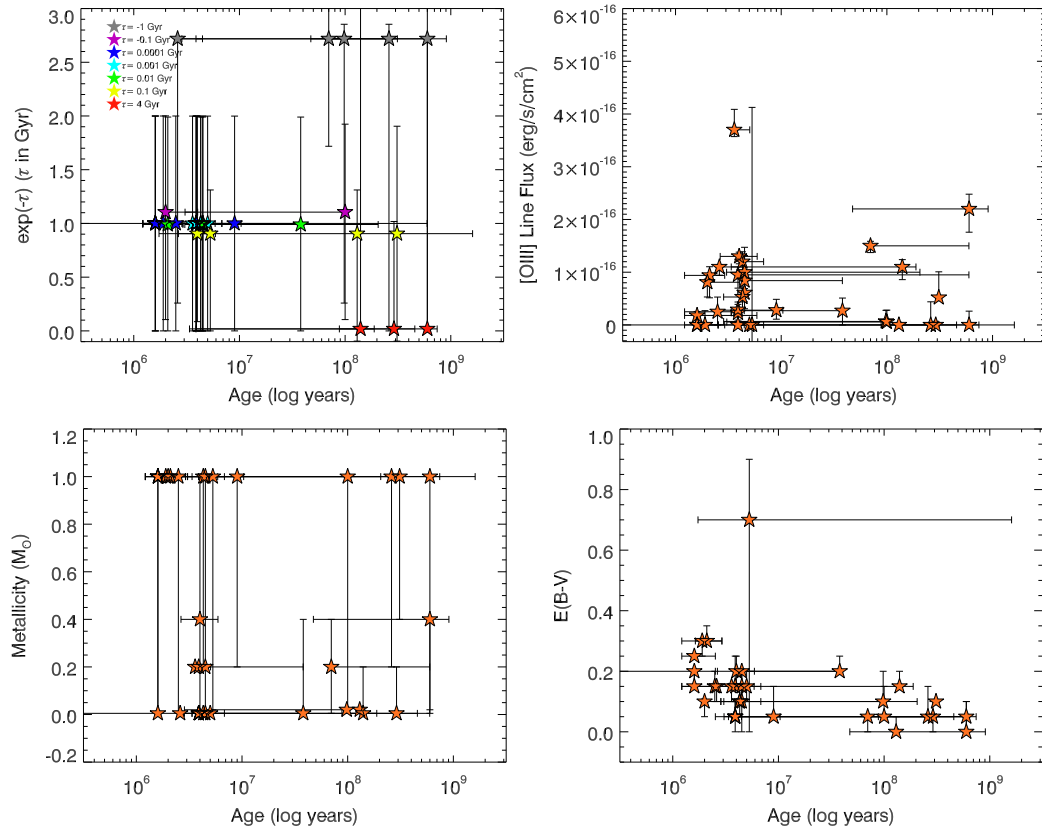 3.0
2.5
2.0
1.5
1.0
0.5
0.0
exp(-τ) (τ in Gyr)
τ= -1 Gyr
τ= -0.1 Gyr
τ= 0.0001 Gyr
τ= 0.001 Gyr
τ= 0.01 Gyr
τ= 0.1 Gyr
τ= 4 Gyr
10^6
10^7
10^8
10^9
Age (log years)
6×10^-16
5×10^-16
4×10^-16
3×10^-16
2×10^-16
1×10^-16
0
[OIII] Line Flux (erg/s/cm^2)
10^6
10^7
10^8
10^9
Age (log years)
1.2
1.0
0.8
0.6
0.4
0.2
0.0
-0.2
Metallicity (M_⊙)
10^6
10^7
10^8
10^9
Age (log years)
1.0
0.8
0.6
0.4
0.2
0.0
E(B-V)
10^6
10^7
10^8
10^9
Age (log years)